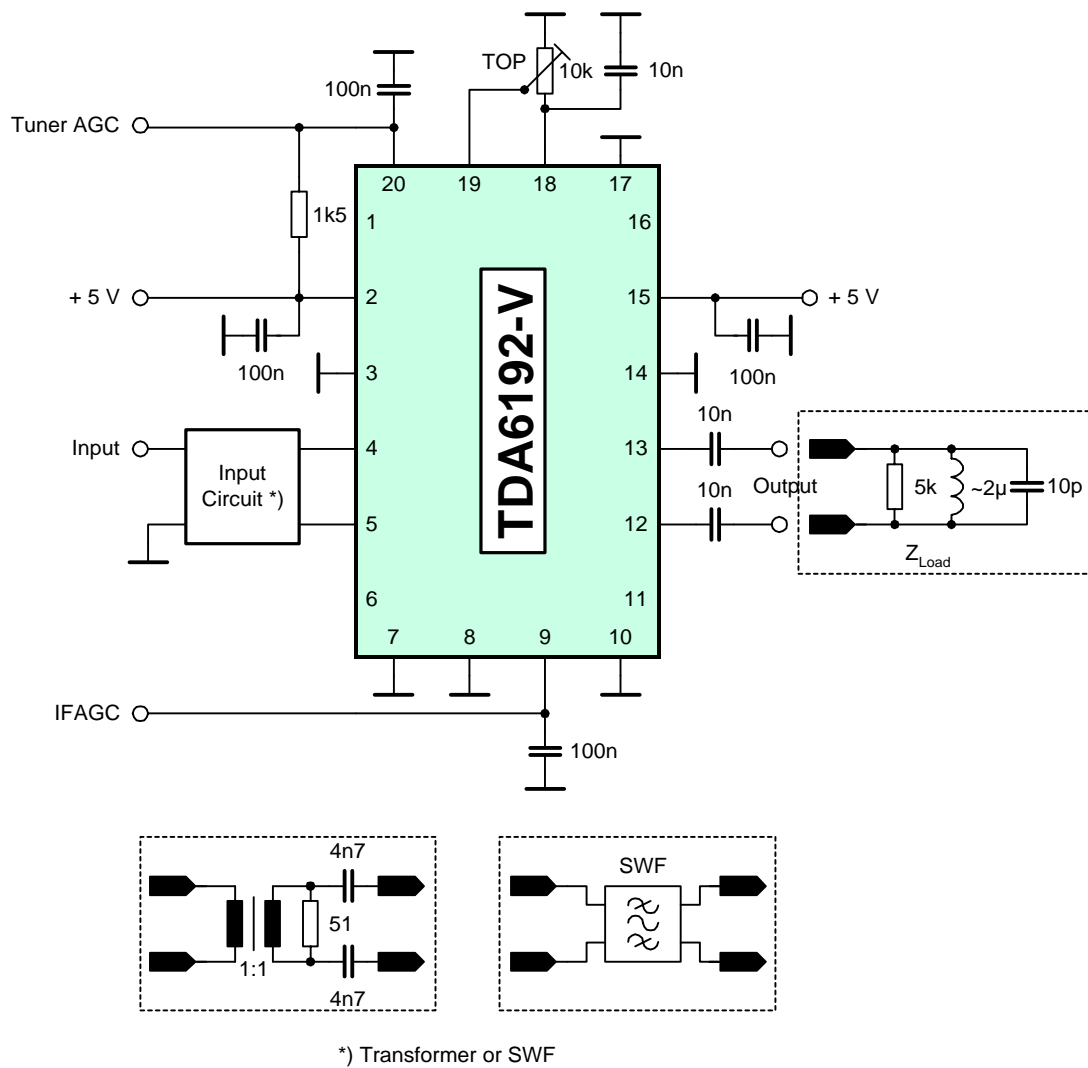 TOP
10k
10n
100n
Tuner AGC
20
19
18
17
1
16
1k5
+ 5 V
2
15
+ 5 V
TDA6192-V
100n
3
14
100n
10n
Input
4
13
Input
Circuit *)
10n
Output
5k
~2µ
10p
5
12
Z Load
6
11
7
8
9
10
IFAGC
100n
4n7
SWF
51
1:1
4n7
*) Transformer or SWF